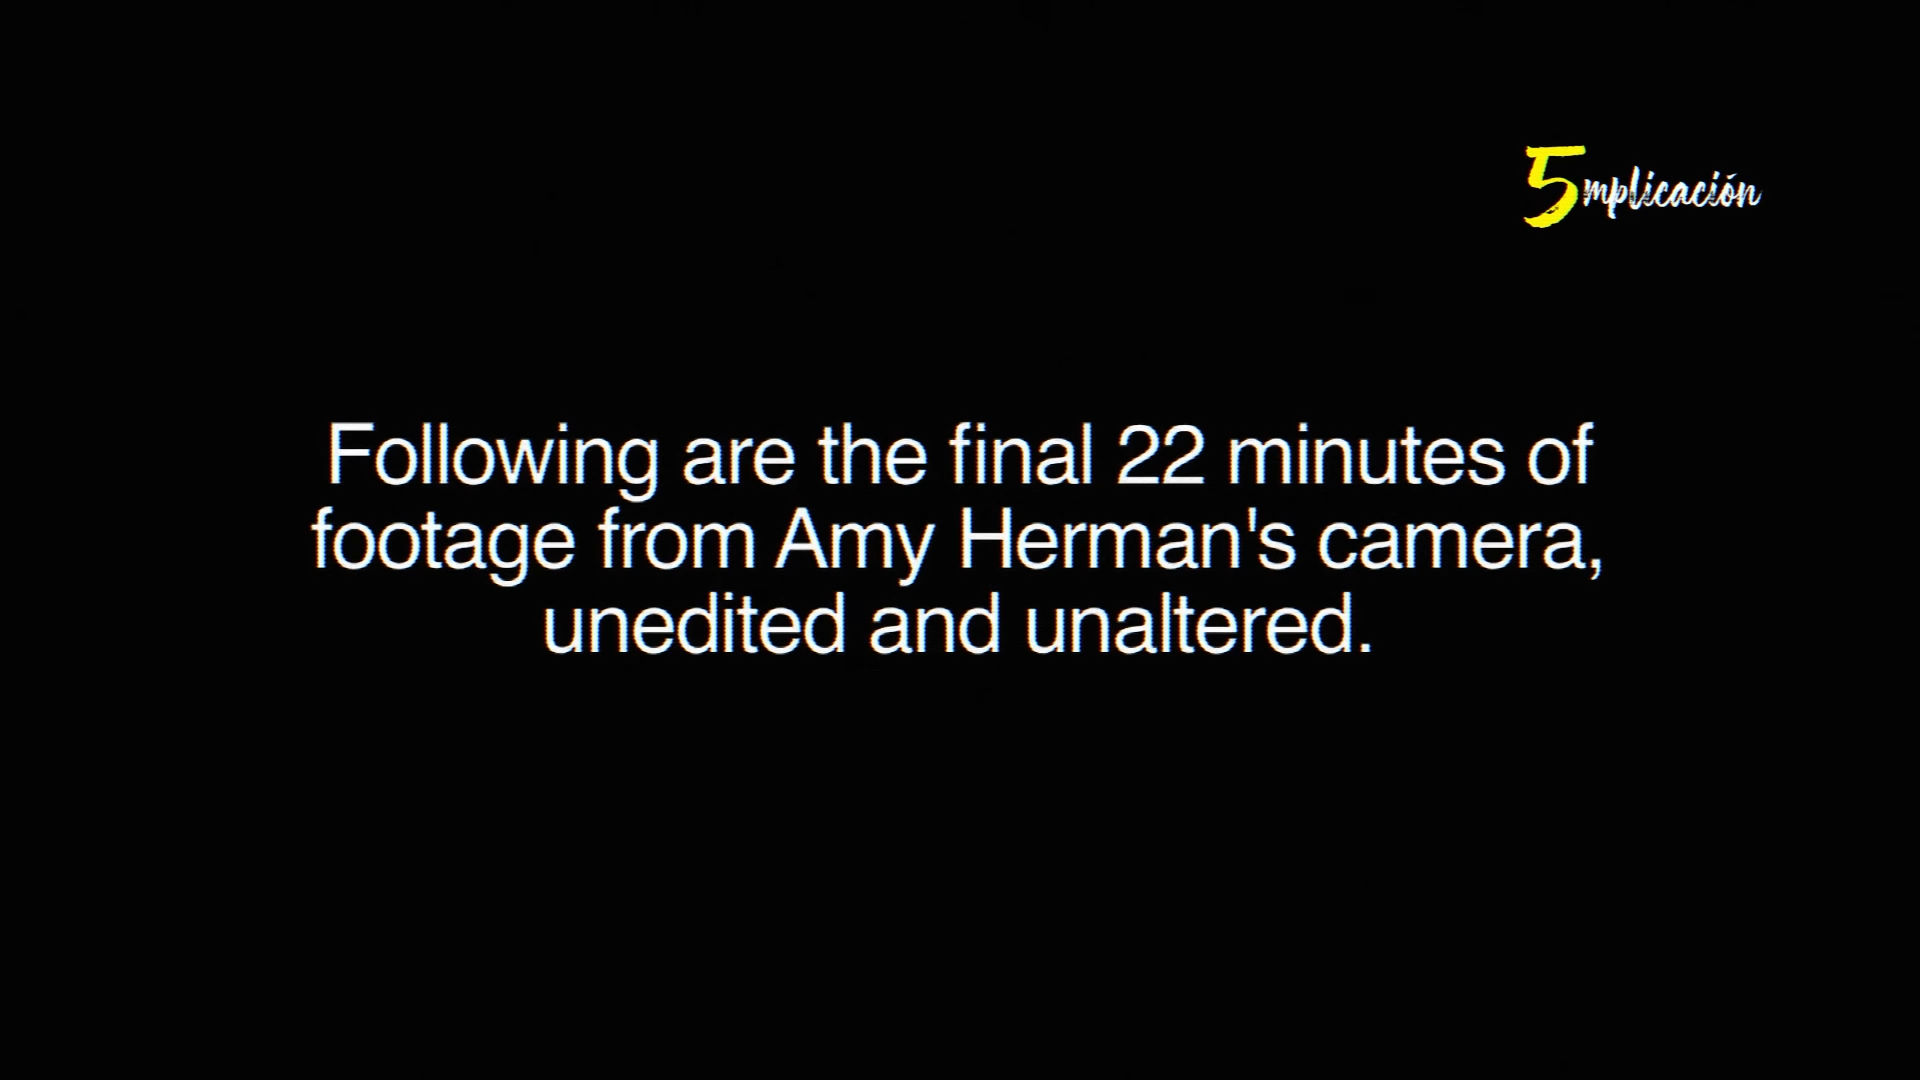 5mplicación
Following are the final 22 minutes of
footage from Amy Herman's camera,
unedited and unaltered.